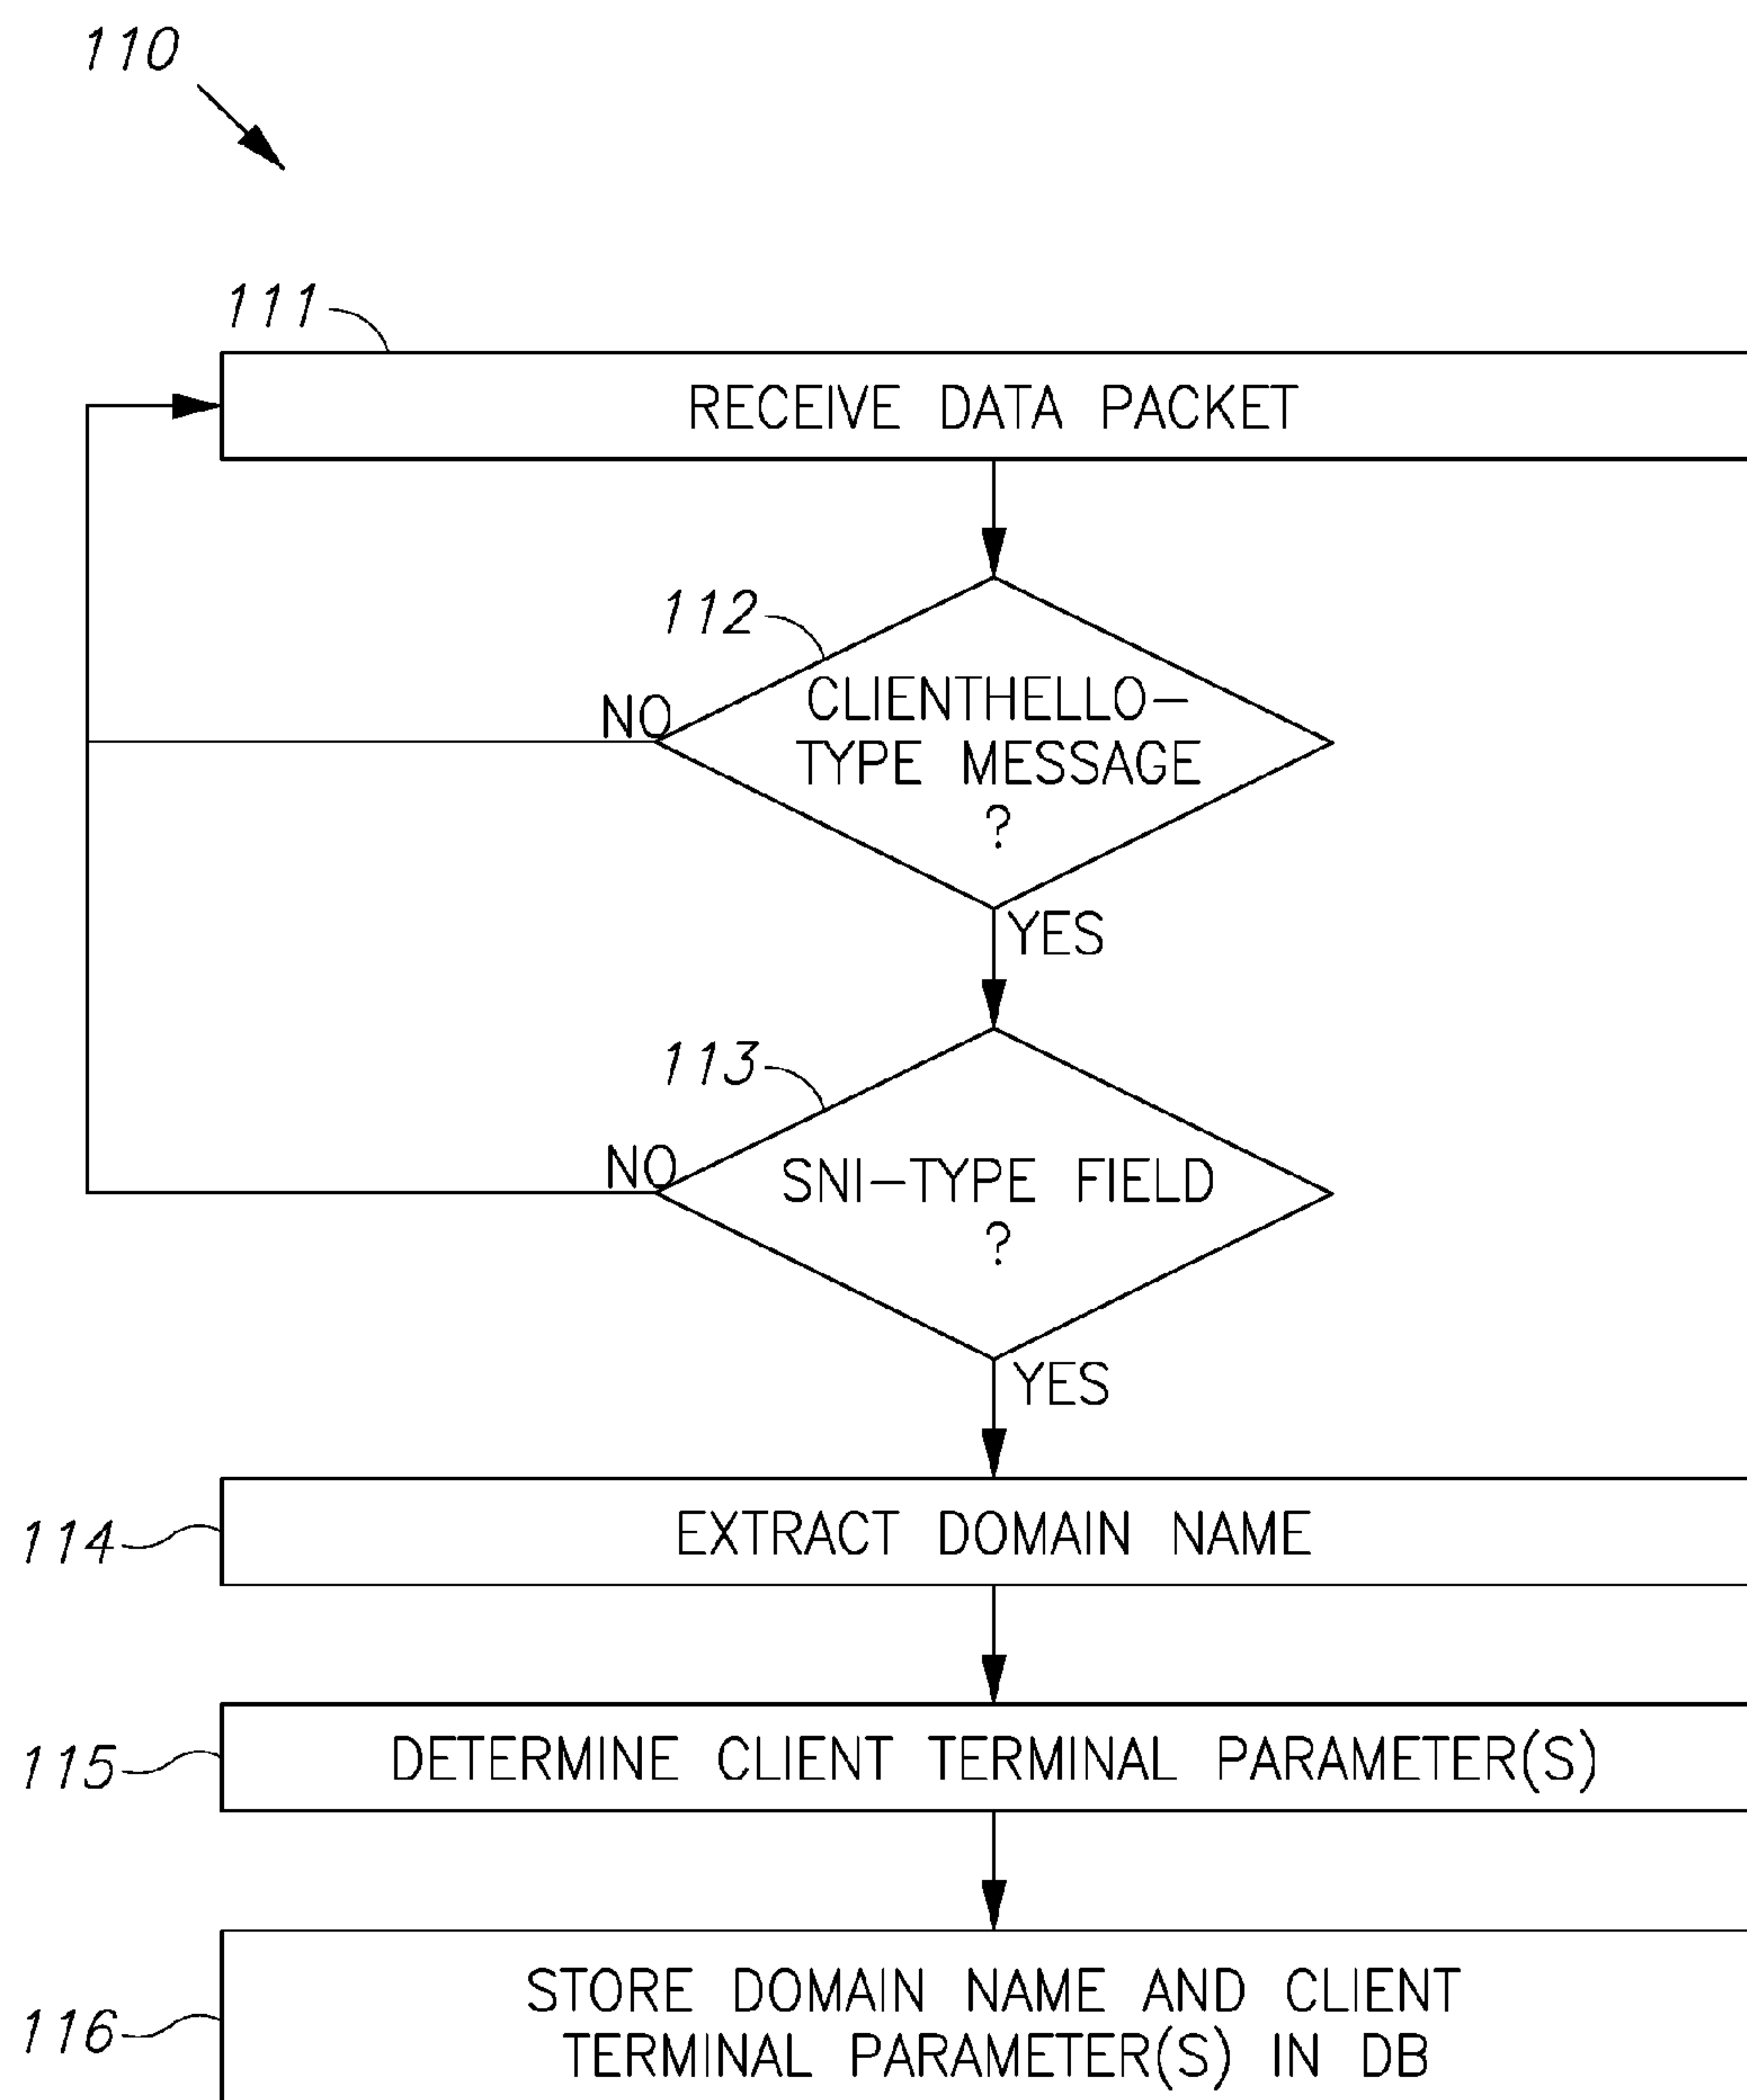 110
111
RECEIVE DATA PACKET
112
CLIENTHELLO-
TYPE MESSAGE
?
NO
YES
113
SNI-TYPE FIELD
?
NO
YES
114
EXTRACT DOMAIN NAME
115
DETERMINE CLIENT TERMINAL PARAMETER(S)
116
STORE DOMAIN NAME AND CLIENT
TERMINAL PARAMETER(S) IN DB